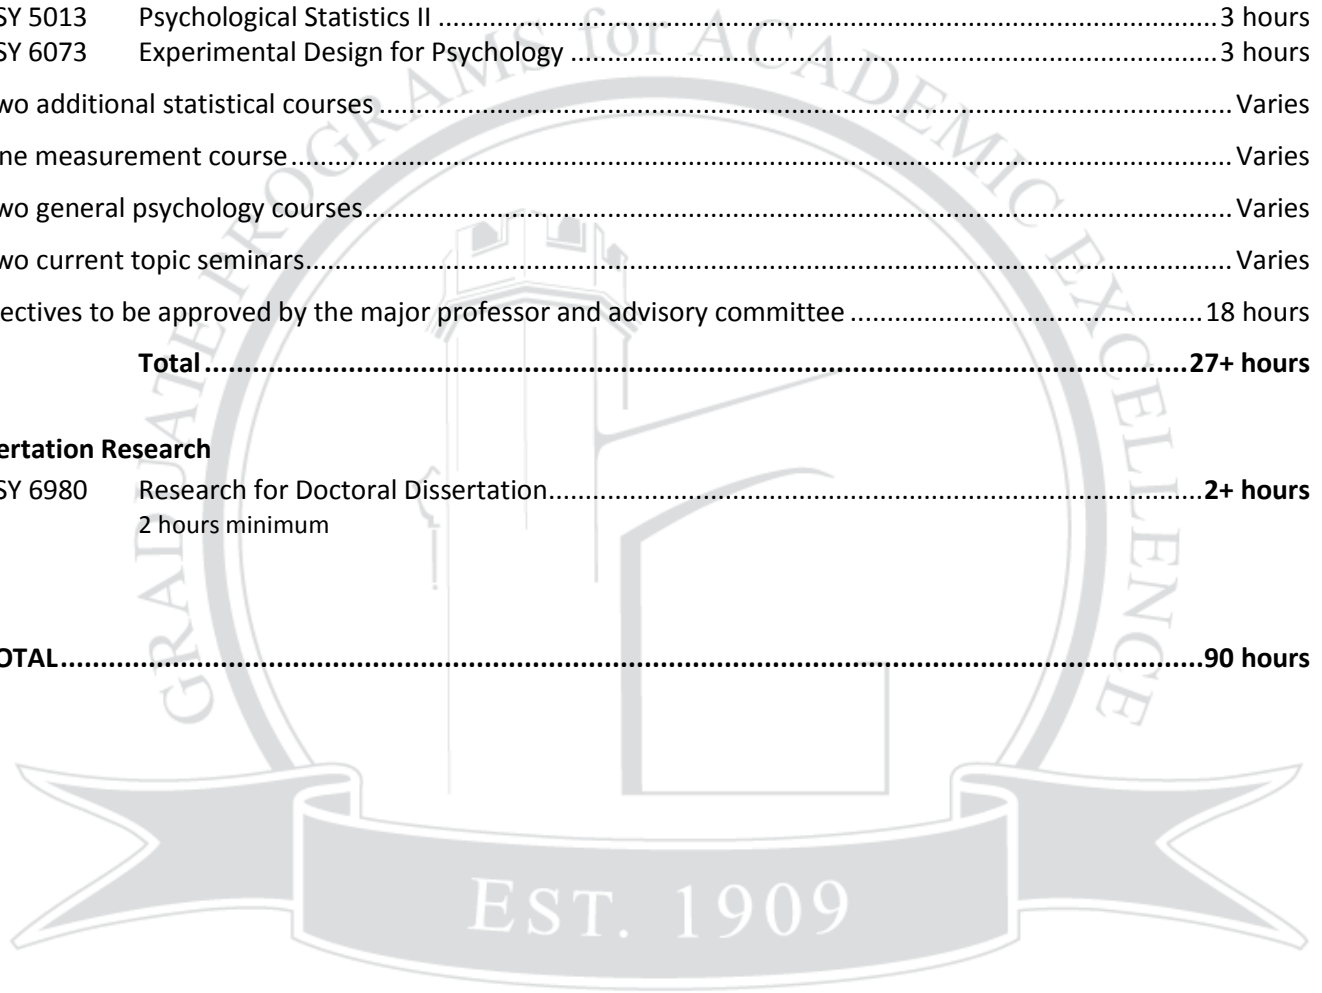 SY 5013 Psychological Statistics II ........ 3 hours
SY 6073 Experimental Design for Psychology ........ 3 hours
wo additional statistical courses ........ Varies
ne measurement course ........ Varies
wo general psychology courses ........ Varies
wo current topic seminars ........ Varies
ectives to be approved by the major professor and advisory committee ........ 18 hours
Total ........ 27+ hours
ertation Research
SY 6980 Research for Doctoral Dissertation ........ 2+ hours
2 hours minimum
OTAL ........ 90 hours
GRADUATE PROGRAMS for ACADEMIC EXCELLENCE
EST. 1909